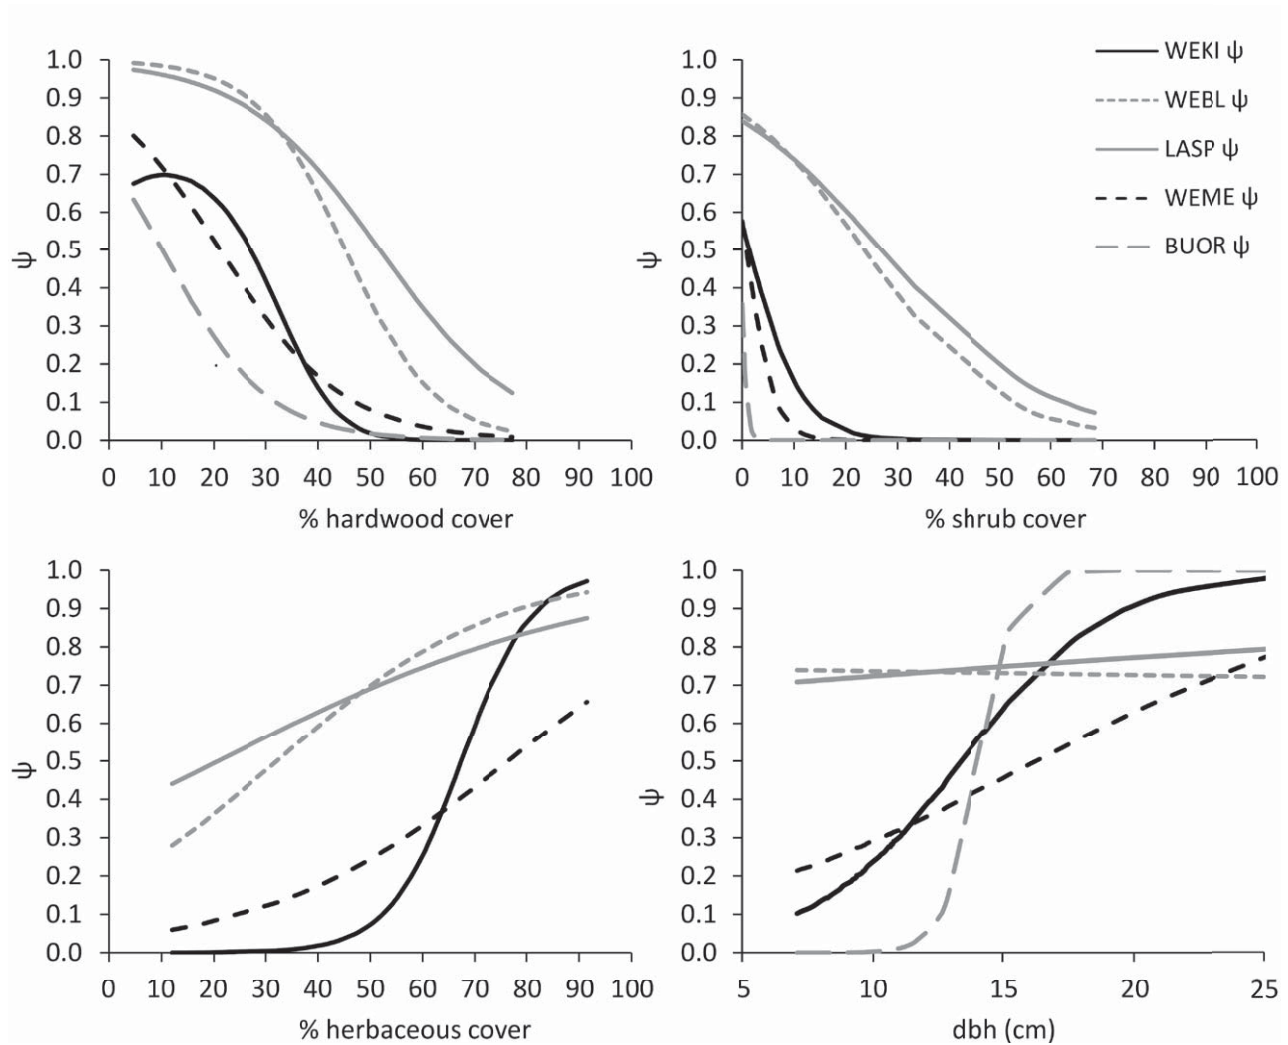 1.0
0.9
0.8
0.7
0.6
0.5
0.4
0.3
0.2
0.1
0.0
ψ
0 10 20 30 40 50 60 70 80 90 100
% hardwood cover
1.0
0.9
0.8
0.7
0.6
0.5
0.4
0.3
0.2
0.1
0.0
ψ
0 10 20 30 40 50 60 70 80 90 100
% shrub cover
WEKI ψ
WEBL ψ
LASP ψ
WEME ψ
BUOR ψ
1.0
0.9
0.8
0.7
0.6
0.5
0.4
0.3
0.2
0.1
0.0
ψ
0 10 20 30 40 50 60 70 80 90 100
% herbaceous cover
1.0
0.9
0.8
0.7
0.6
0.5
0.4
0.3
0.2
0.1
0.0
ψ
5 10 15 20 25
dbh (cm)